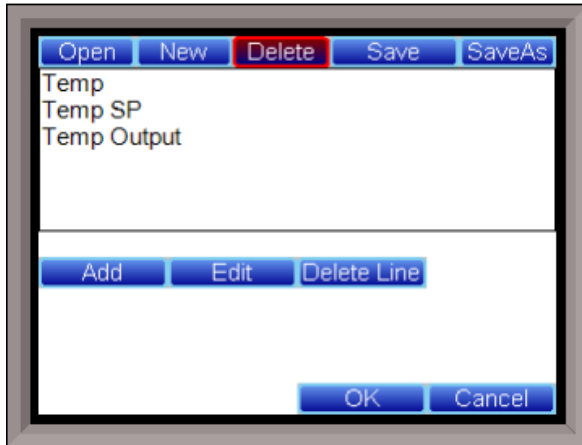 Open New Delete Save SaveAs
Temp
Temp SP
Temp Output
Add Edit Delete Line
OK Cancel